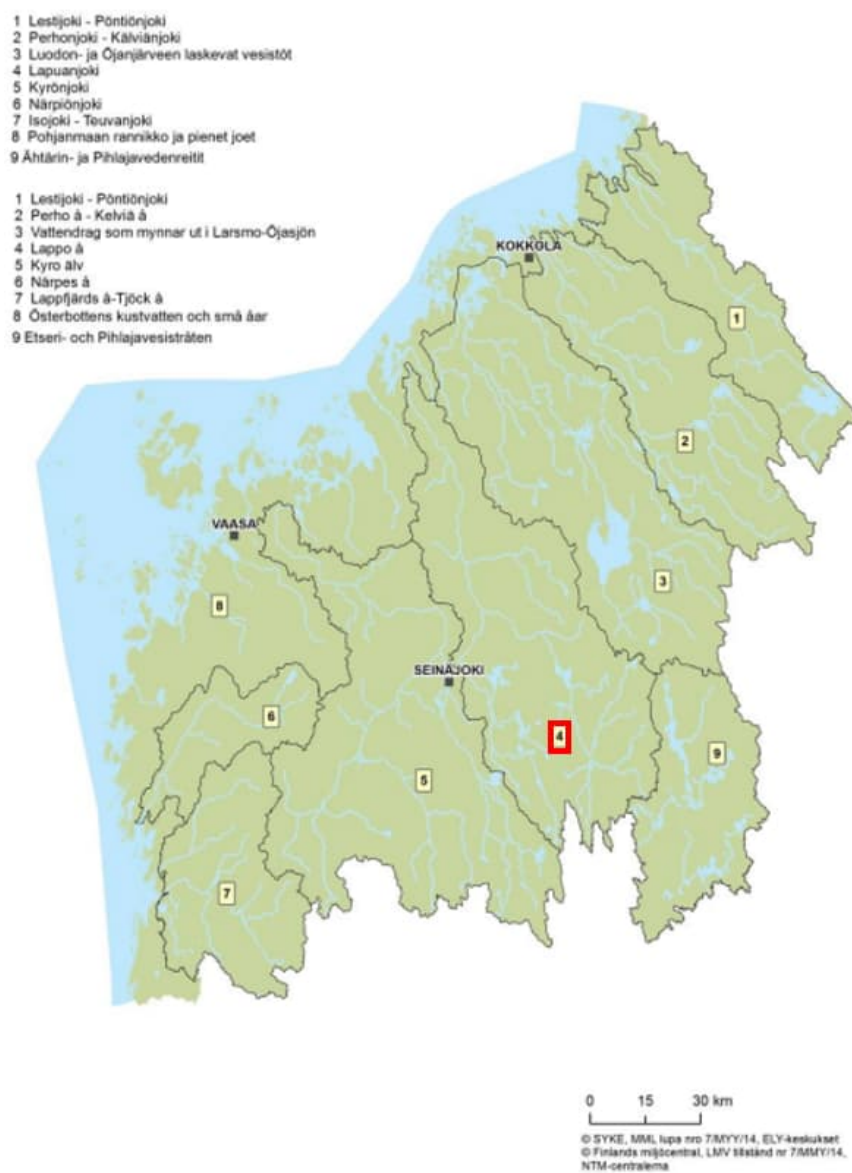 1 Lestijoki - Pöntiönjoki
2 Perhonjoki - Kälviänjoki
3 Luodon- ja Öjanjärveen laskevat vesistöt
4 Lapuanjoki
5 Kyrönjoki
6 Närpiönjoki
7 Isojoki - Teuvanjoki
8 Pohjanmaan rannikko ja pienet joet
9 Ähtärin- ja Pihlajavedenreitit
1 Lestijoki - Pöntiönjoki
2 Perho å - Kelviå å
3 Vattendrag som mynnar ut i Larsmo-Öjasjön
4 Lappo å
5 Kyro älv
6 Närpes å
7 Lappfjärds å-Tjöck å
8 Österbottens kustvatten och små åar
9 Etseri- och Pihlajavesistråten
KOKKOLA
1
2
VAASA
3
8
SEINÄJOKI
6
4
9
5
7
0 15 30 km
© SYKE, MML lupa nro 7/MYY/14, ELY-keskukset
© Finlands miljöcentral, LMV tillstånd nr 7/MMY/14,
NTM-centralerna